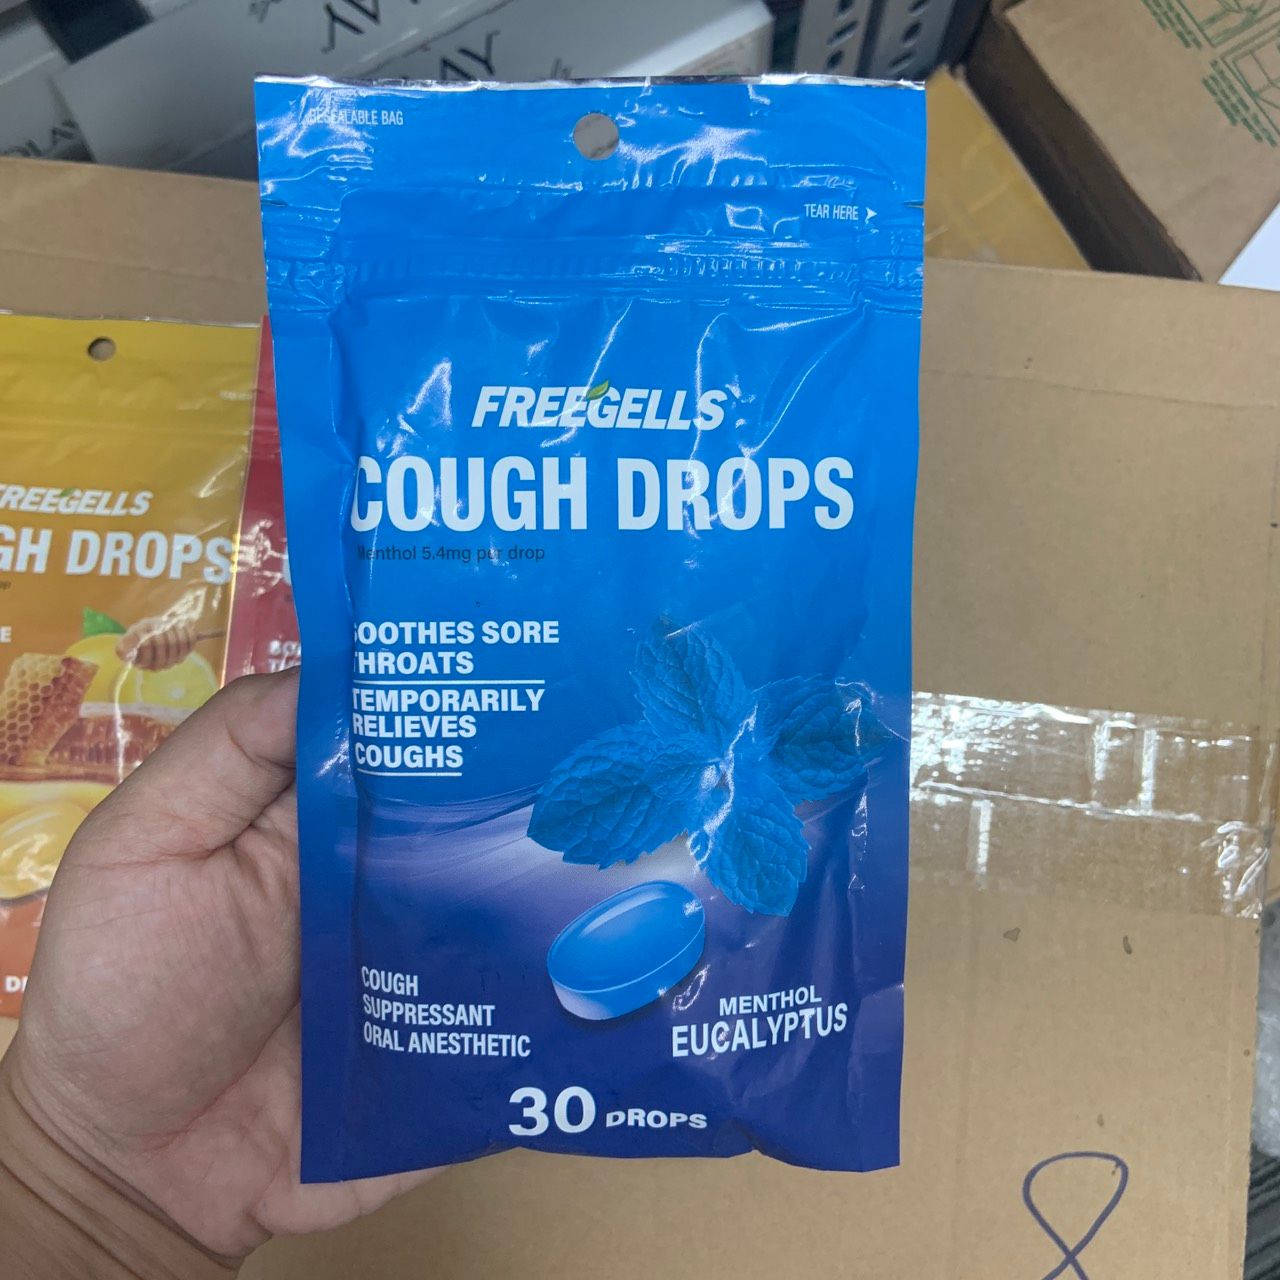 RESEALABLE BAG
TEAR HERE
FREEGELLS
COUGH DROPS
Menthol 5.4mg per drop
SOOTHES SORE
THROATS
TEMPORARILY
RELIEVES
COUGHS
COUGH
SUPPRESSANT
ORAL ANESTHETIC
MENTHOL
EUCALYPTUS
30 DROPS
FREEGELLS
GH DROPS
8